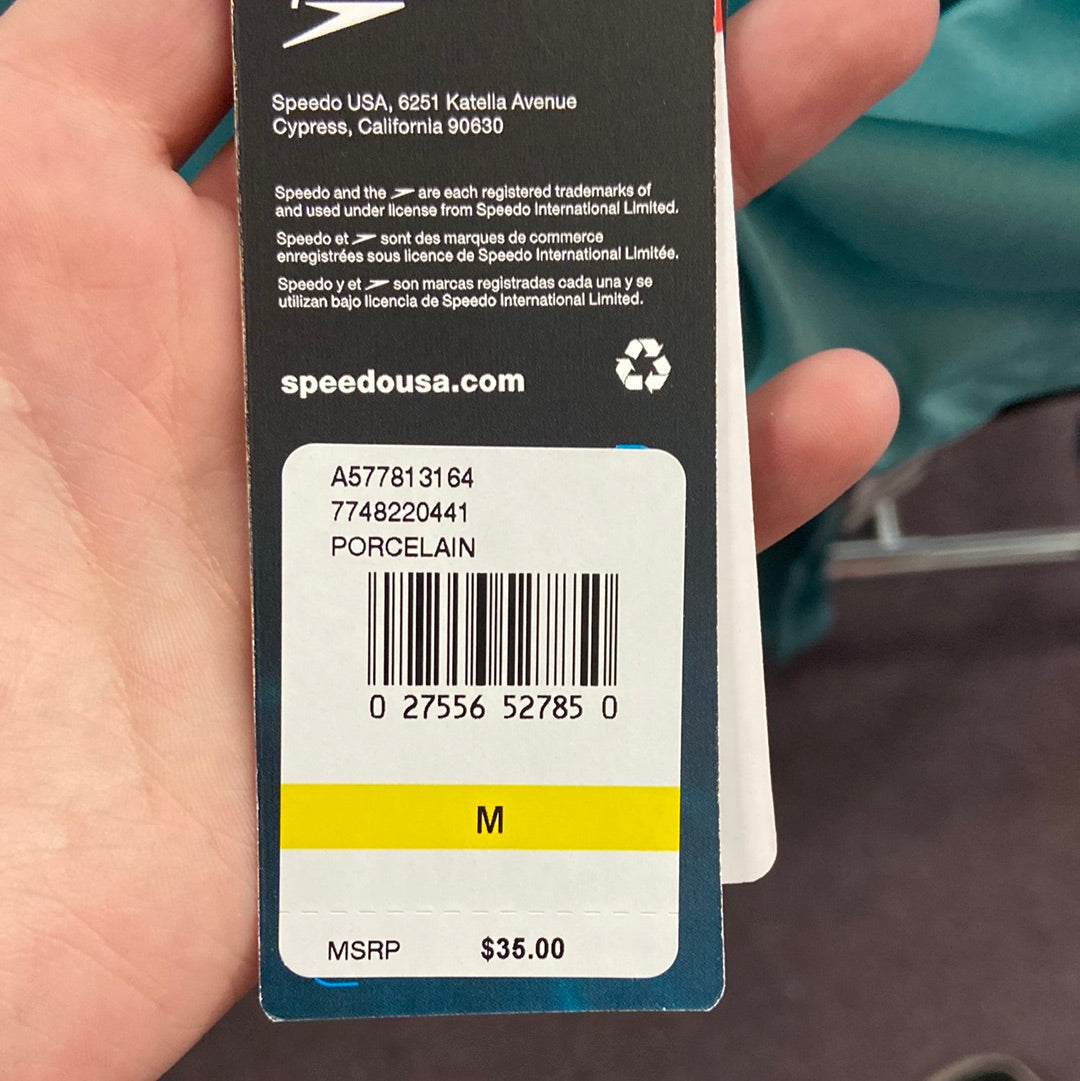 Speedo USA, 6251 Katella Avenue
Cypress, California 90630
Speedo and the are each registered trademarks of
and used under license from Speedo International Limited.
Speedo et sont des marques de commerce
enregistrées sous licence de Speedo International Limitée.
Speedo y et son marcas registradas cada una y se
utilizan bajo licencia de Speedo International Limited.
speedousa.com
A577813164
7748220441
PORCELAIN
0 27556 52785 0
M
MSRP $35.00